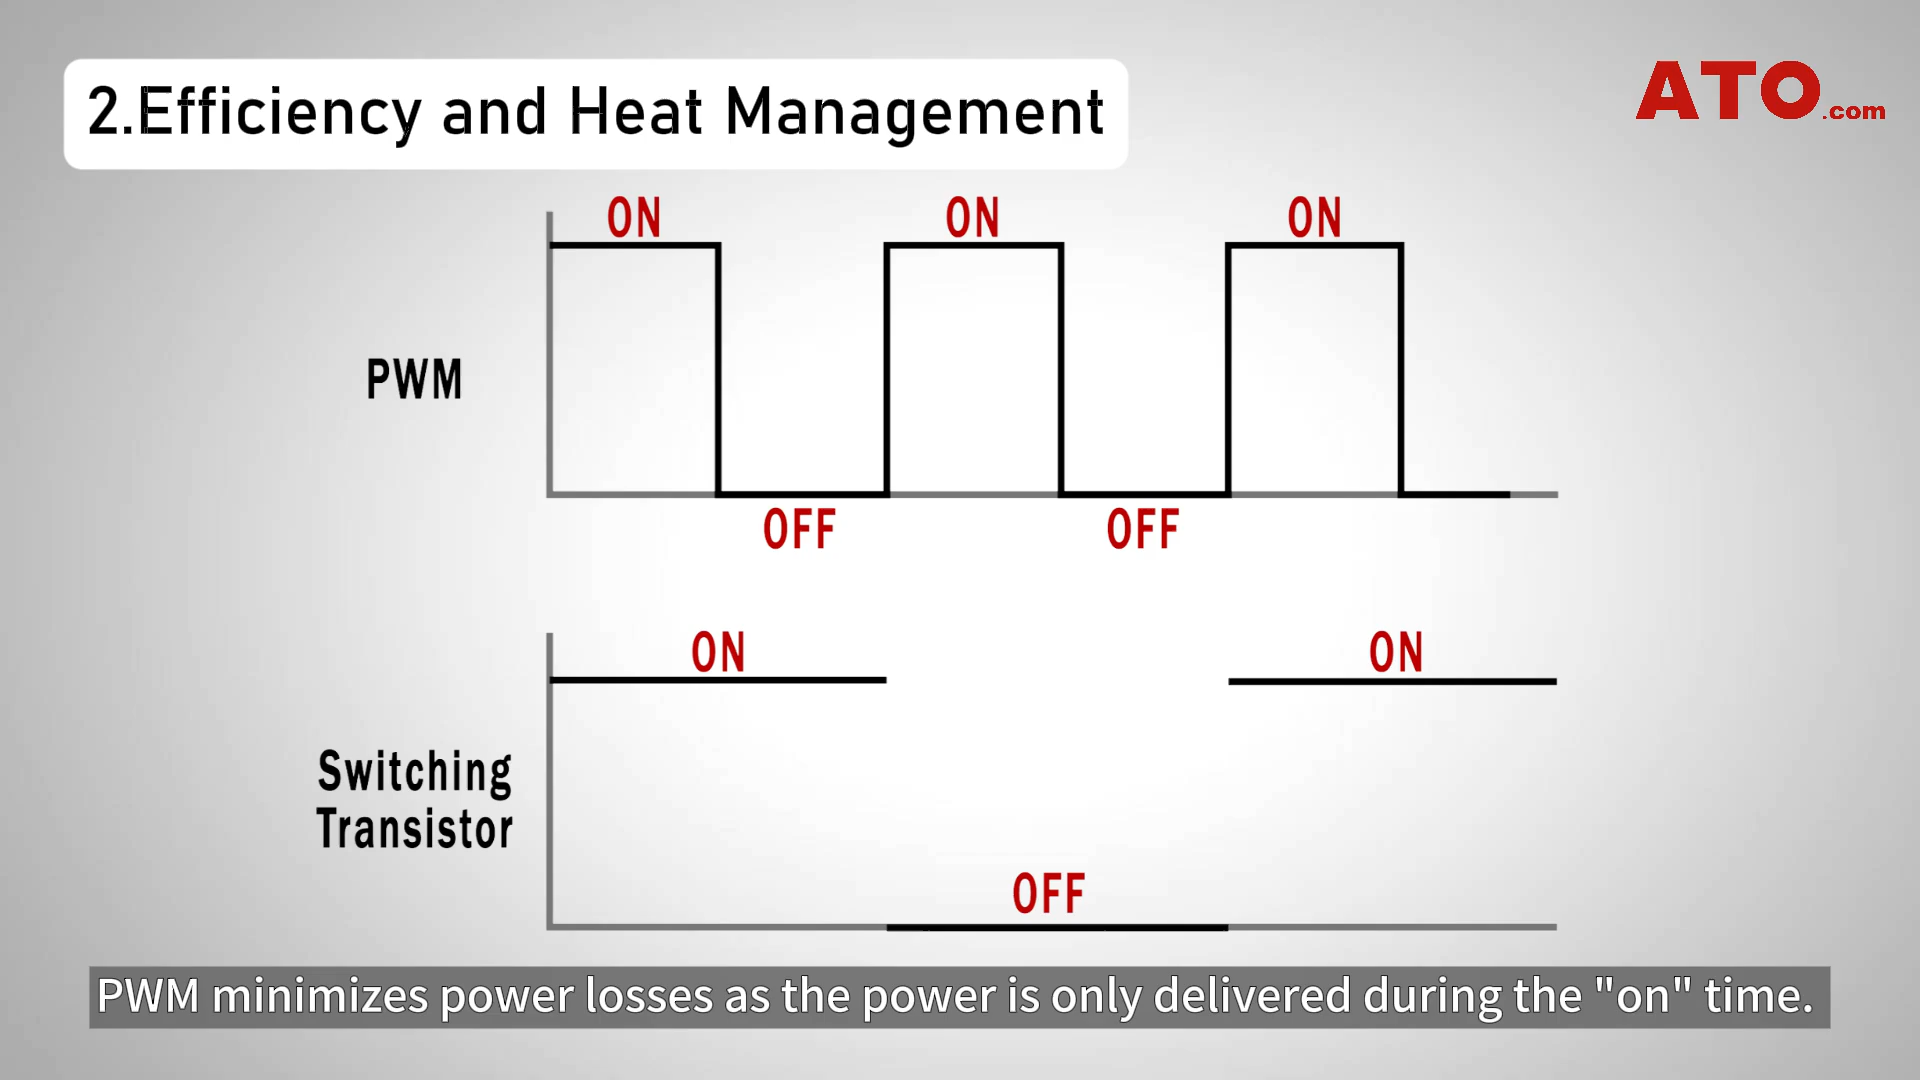 2.Efficiency and Heat Management
ATO.com
ON ON ON
PWM
OFF OFF
ON ON
Switching
Transistor
OFF
PWM minimizes power losses as the power is only delivered during the "on" time.